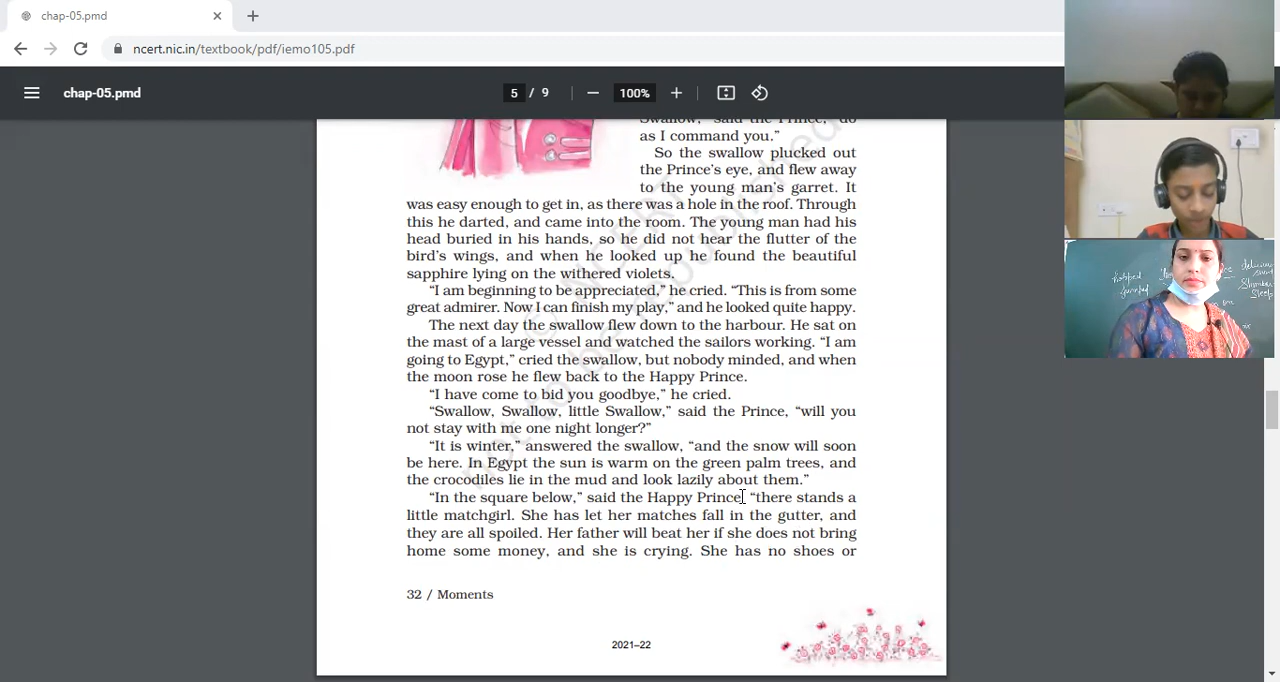 chap-05.pmd
ncert.nic.in/textbook/pdf/iemo105.pdf
chap-05.pmd
5 / 9
100%
Swallow," said the Prince, "do
as I command you."
So the swallow plucked out
the Prince's eye, and flew away
to the young man's garret. It
was easy enough to get in, as there was a hole in the roof. Through
this he darted, and came into the room. The young man had his
head buried in his hands, so he did not hear the flutter of the
bird's wings, and when he looked up he found the beautiful
sapphire lying on the withered violets.
“I am beginning to be appreciated,” he cried. “This is from some
great admirer. Now I can finish my play,” and he looked quite happy.
The next day the swallow flew down to the harbour. He sat on
the mast of a large vessel and watched the sailors working. “I am
going to Egypt,” cried the swallow, but nobody minded, and when
the moon rose he flew back to the Happy Prince.
“I have come to bid you goodbye,” he cried.
“Swallow, Swallow, little Swallow,” said the Prince, “will you
not stay with me one night longer?”
“It is winter,” answered the swallow, “and the snow will soon
be here. In Egypt the sun is warm on the green palm trees, and
the crocodiles lie in the mud and look lazily about them.”
“In the square below,” said the Happy Prince, “there stands a
little matchgirl. She has let her matches fall in the gutter, and
they are all spoiled. Her father will beat her if she does not bring
home some money, and she is crying. She has no shoes or
32 / Moments
2021–22